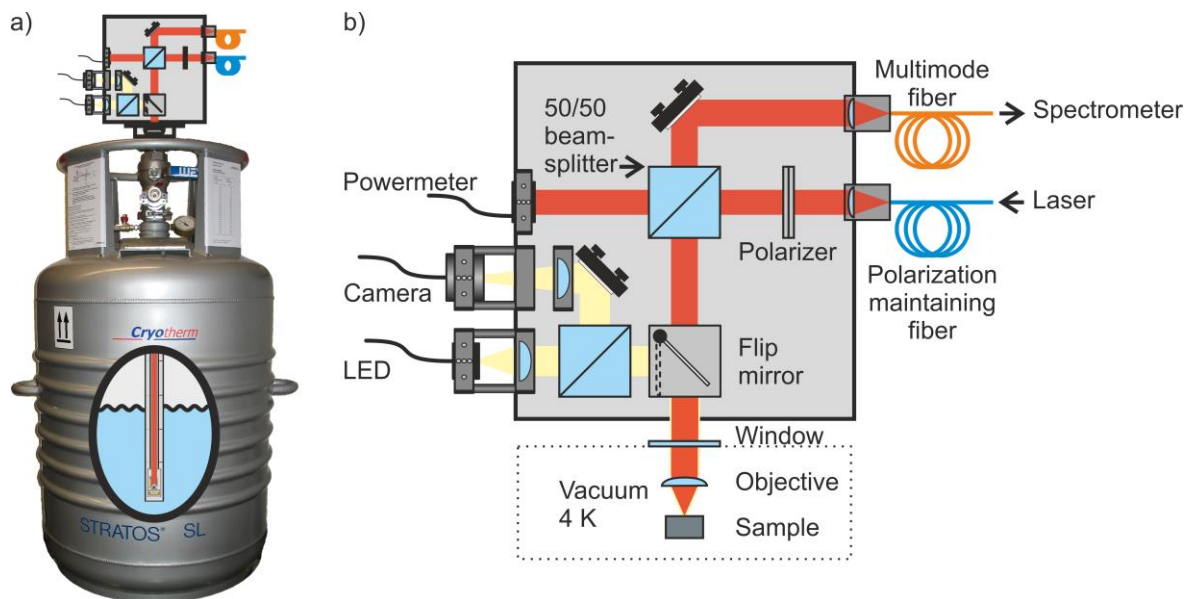 a)
Cryotherm
STRATOS® SL
b)
50/50
beam-
splitter
Multimode
fiber
Spectrometer
Powermeter
Laser
Polarizer
Camera
Polarization
maintaining
fiber
LED
Flip
mirror
Window
Vacuum
4 K
Objective
Sample